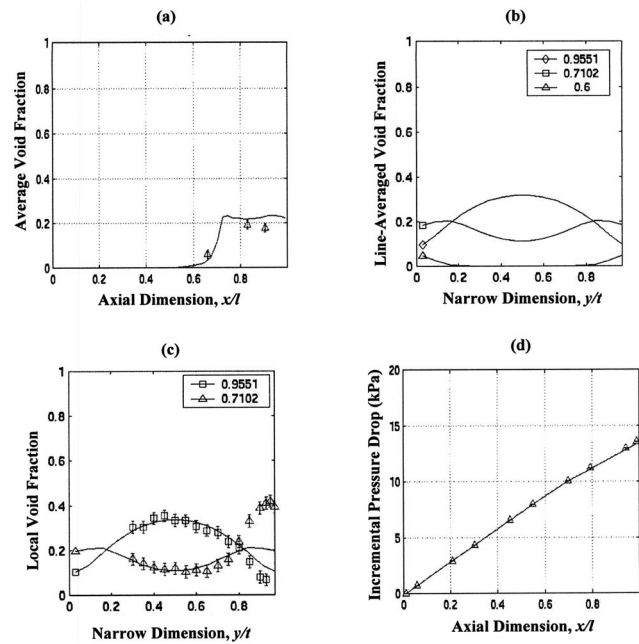 (a)
1
0.8
0.6
0.4
0.2
0
0 0.2 0.4 0.6 0.8
Average Void Fraction
Axial Dimension, x/l
(b)
1
0.8
0.6
0.4
0.2
0
0 0.2 0.4 0.6 0.8 1
Line-Averaged Void Fraction
Narrow Dimension, y/t
0.9551
0.7102
0.6
(c)
1
0.8
0.6
0.4
0.2
0
0 0.2 0.4 0.6 0.8
Local Void Fraction
Narrow Dimension, y/t
0.9551
0.7102
(d)
20
15
10
5
0
0 0.2 0.4 0.6 0.8
Incremental Pressure Drop (kPa)
Axial Dimension, x/l